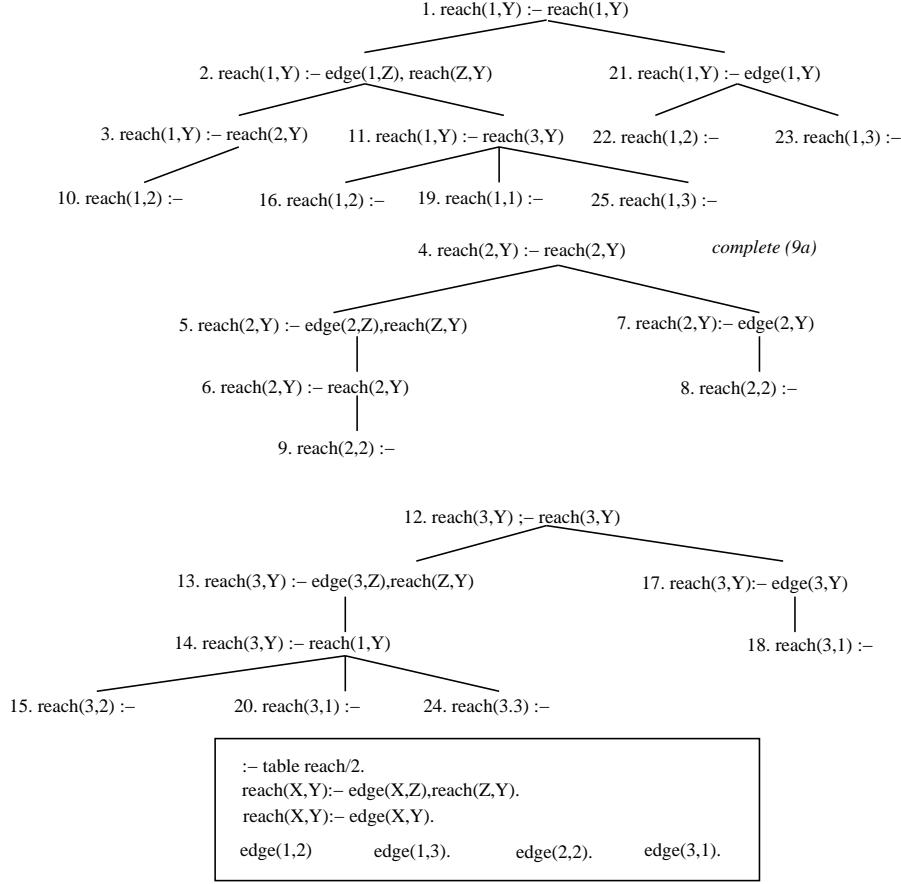 1. reach(1,Y) :– reach(1,Y)
2. reach(1,Y) :– edge(1,Z), reach(Z,Y)
21. reach(1,Y) :– edge(1,Y)
3. reach(1,Y) :– reach(2,Y)
11. reach(1,Y) :– reach(3,Y)
22. reach(1,2) :–
23. reach(1,3) :–
10. reach(1,2) :–
16. reach(1,2) :–
19. reach(1,1) :–
25. reach(1,3) :–
4. reach(2,Y) :– reach(2,Y)
complete (9a)
5. reach(2,Y) :– edge(2,Z),reach(Z,Y)
7. reach(2,Y):– edge(2,Y)
6. reach(2,Y) :– reach(2,Y)
8. reach(2,2) :–
9. reach(2,2) :–
12. reach(3,Y) ;– reach(3,Y)
13. reach(3,Y) :– edge(3,Z),reach(Z,Y)
17. reach(3,Y):– edge(3,Y)
14. reach(3,Y) :– reach(1,Y)
18. reach(3,1) :–
15. reach(3,2) :–
20. reach(3,1) :–
24. reach(3.3) :–
:– table reach/2.
reach(X,Y):– edge(X,Z),reach(Z,Y).
reach(X,Y):– edge(X,Y).
edge(1,2) edge(1,3). edge(2,2). edge(3,1).